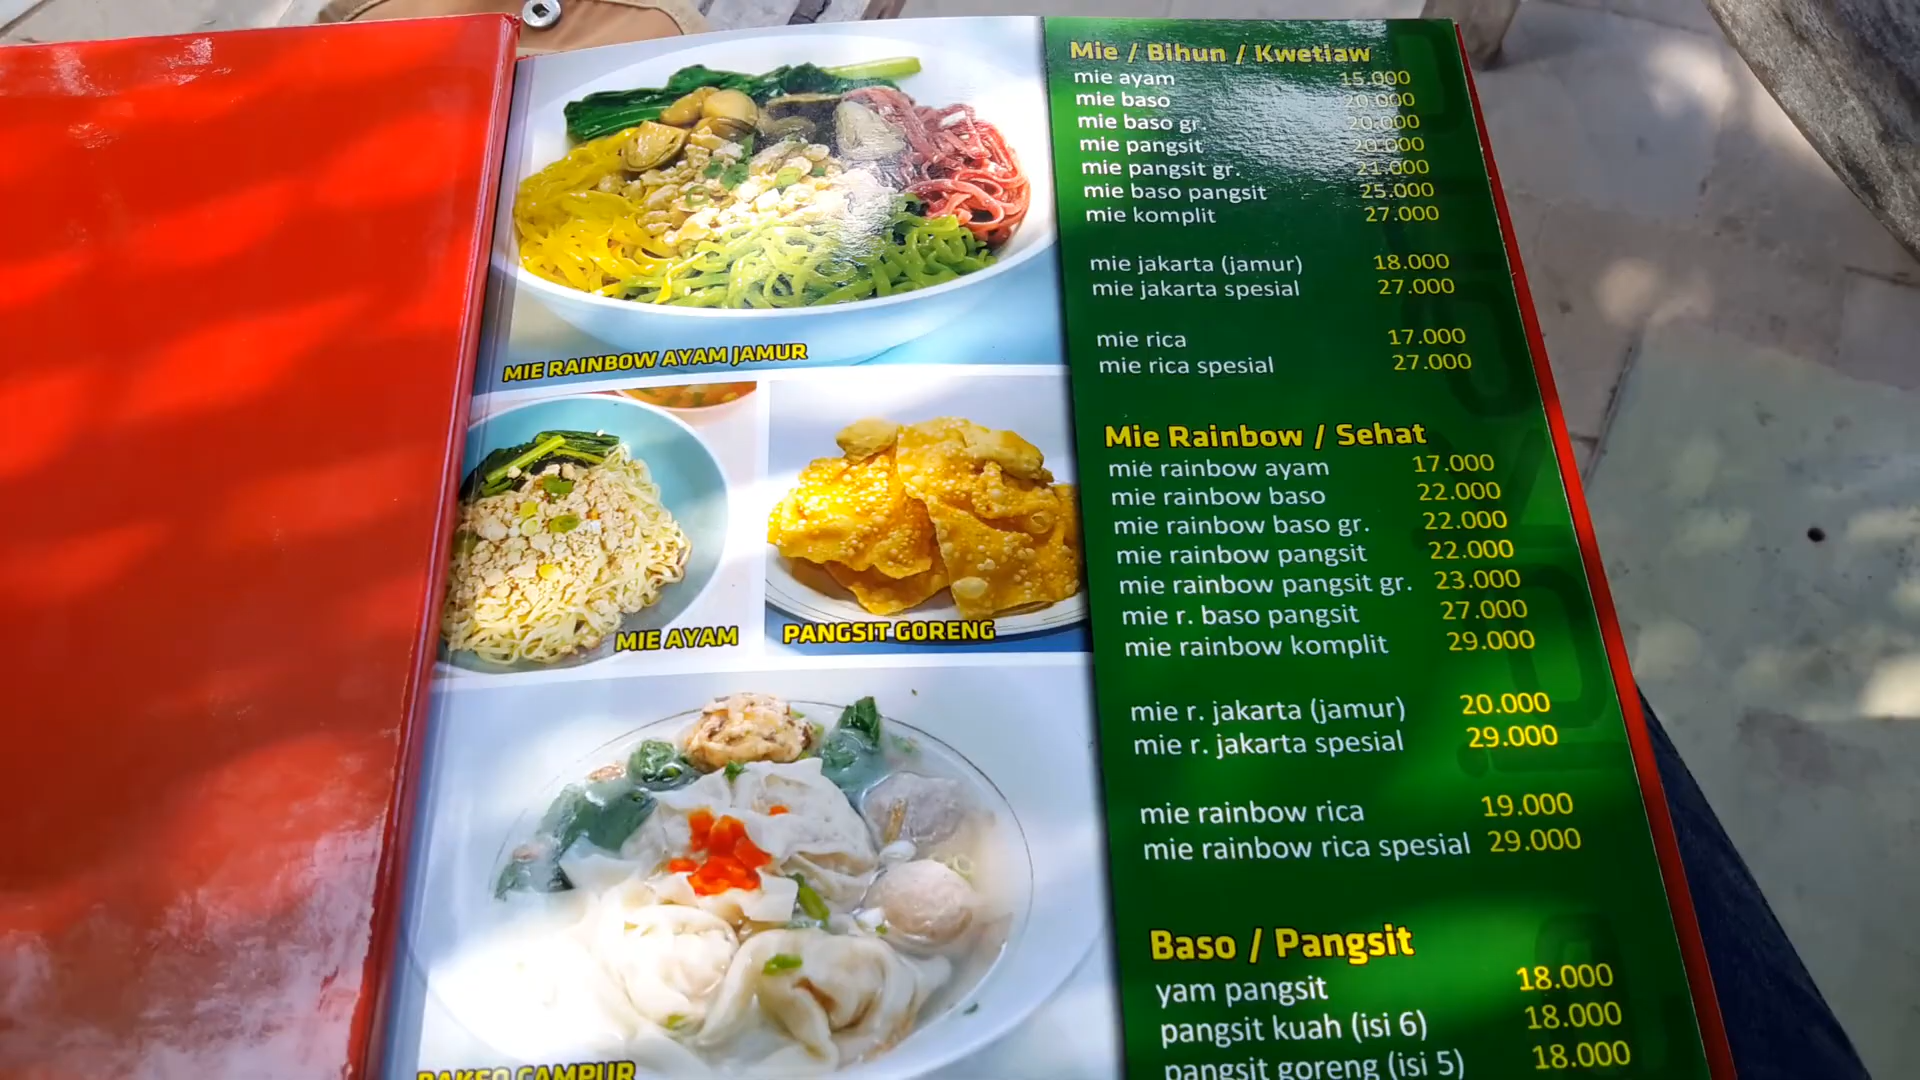 MIE RAINBOW AYAM JAMUR
MIE AYAM
PANGSIT GORENG
BAKSO CAMPUR
Mie / Bihun / Kwetiaw
mie ayam 15.000
mie baso 20.000
mie baso gr. 20.000
mie pangsit 20.000
mie pangsit gr. 21.000
mie baso pangsit 25.000
mie komplit 27.000
mie jakarta (jamur) 18.000
mie jakarta spesial 27.000
mie rica 17.000
mie rica spesial 27.000
Mie Rainbow / Sehat
mie rainbow ayam 17.000
mie rainbow baso 22.000
mie rainbow baso gr. 22.000
mie rainbow pangsit 22.000
mie rainbow pangsit gr. 23.000
mie r. baso pangsit 27.000
mie rainbow komplit 29.000
mie r. jakarta (jamur) 20.000
mie r. jakarta spesial 29.000
mie rainbow rica 19.000
mie rainbow rica spesial 29.000
Baso / Pangsit
yam pangsit 18.000
pangsit kuah (isi 6) 18.000
pangsit goreng (isi 5) 18.000